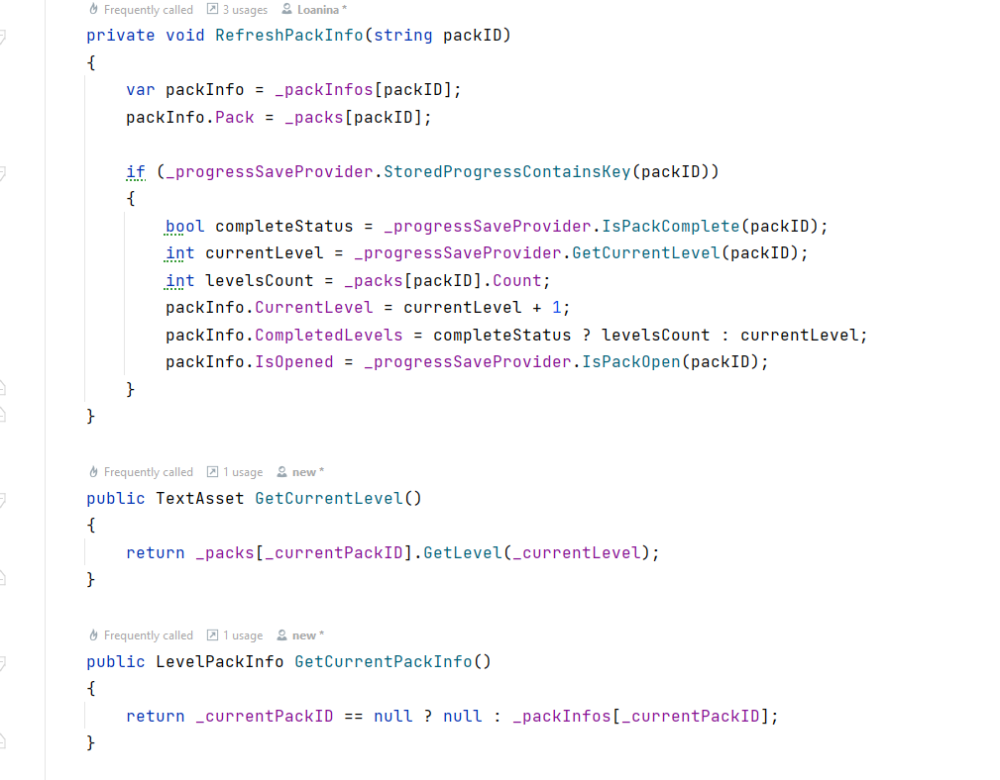 Frequently called 3 usages Loanina *
private void RefreshPackInfo(string packID)
{
var packInfo = _packInfos[packID];
packInfo.Pack = _packs[packID];
if (_progressSaveProvider.StoredProgressContainsKey(packID))
{
bool completeStatus = _progressSaveProvider.IsPackComplete(packID);
int currentLevel = _progressSaveProvider.GetCurrentLevel(packID);
int levelsCount = _packs[packID].Count;
packInfo.CurrentLevel = currentLevel + 1;
packInfo.CompletedLevels = completeStatus ? levelsCount : currentLevel;
packInfo.IsOpened = _progressSaveProvider.IsPackOpen(packID);
}
}
Frequently called 1 usage new *
public TextAsset GetCurrentLevel()
{
return _packs[_currentPackID].GetLevel(_currentLevel);
}
Frequently called 1 usage new *
public LevelPackInfo GetCurrentPackInfo()
{
return _currentPackID == null ? null : _packInfos[_currentPackID];
}